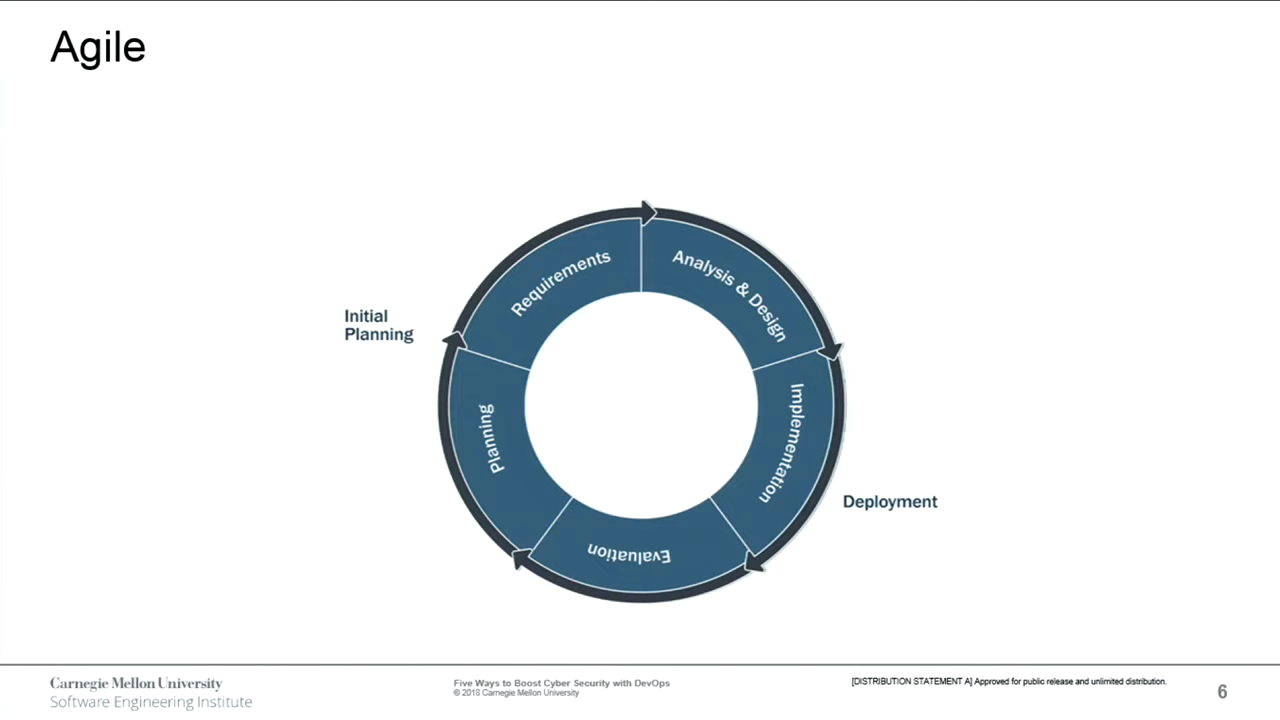 Agile
Requirements
Analysis & Design
Initial
Planning
Planning
Implementation
Deployment
Evaluation
Carnegie Mellon University
Software Engineering Institute
Five Ways to Boost Cyber Security with DevOps
© 2018 Carnegie Mellon University
[DISTRIBUTION STATEMENT A] Approved for public release and unlimited distribution.
6